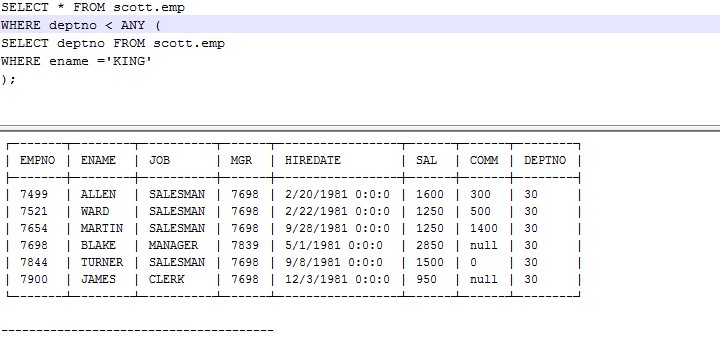 SELECT * FROM scott.emp
WHERE deptno < ANY (
SELECT deptno FROM scott.emp
WHERE ename ='KING'
);
EMPNO | ENAME | JOB | MGR | HIREDATE | SAL | COMM | DEPTNO
7499 | ALLEN | SALESMAN | 7698 | 2/20/1981 0:0:0 | 1600 | 300 | 30
7521 | WARD | SALESMAN | 7698 | 2/22/1981 0:0:0 | 1250 | 500 | 30
7654 | MARTIN | SALESMAN | 7698 | 9/28/1981 0:0:0 | 1250 | 1400 | 30
7698 | BLAKE | MANAGER | 7839 | 5/1/1981 0:0:0 | 2850 | null | 30
7844 | TURNER | SALESMAN | 7698 | 9/8/1981 0:0:0 | 1500 | 0 | 30
7900 | JAMES | CLERK | 7698 | 12/3/1981 0:0:0 | 950 | null | 30